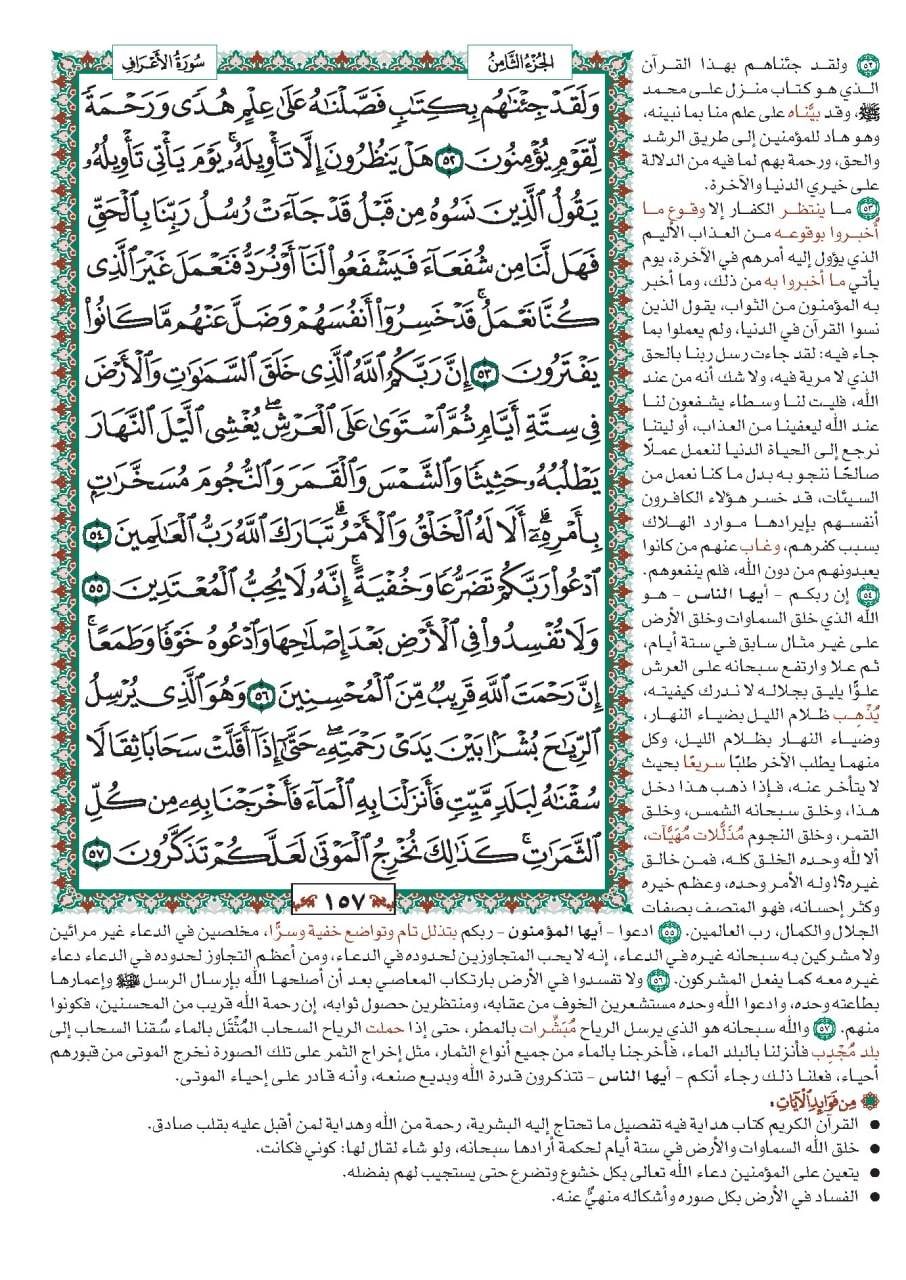 الجُزْءُ الثَّامِنُ
سُورَةُ الأَعْرَافِ
وَلَقَدْ جِئْنَٰهُم بِكِتَٰبٖ فَصَّلْنَٰهُ عَلَىٰ عِلْمٍ هُدٗى وَرَحْمَةٗ
لِّقَوْمٖ يُؤْمِنُونَ ٥٢ هَلْ يَنظُرُونَ إِلَّا تَأْوِيلَهُۥۚ يَوْمَ يَأْتِي تَأْوِيلُهُۥ
يَقُولُ ٱلَّذِينَ نَسُوهُ مِن قَبْلُ قَدْ جَآءَتْ رُسُلُ رَبِّنَا بِٱلْحَقِّ
فَهَل لَّنَا مِن شُفَعَآءَ فَيَشْفَعُوا۟ لَنَآ أَوْ نُرَدُّ فَنَعْمَلَ غَيْرَ ٱلَّذِي
كُنَّا نَعْمَلُۚ قَدْ خَسِرُوٓا۟ أَنفُسَهُمْ وَضَلَّ عَنْهُم مَّا كَانُوا۟
يَفْتَرُونَ ٥٣ إِنَّ رَبَّكُمُ ٱللَّهُ ٱلَّذِي خَلَقَ ٱلسَّمَٰوَٰتِ وَٱلْأَرْضَ
فِي سِتَّةِ أَيَّامٖ ثُمَّ ٱسْتَوَىٰ عَلَى ٱلْعَرْشِۖ يُغْشِي ٱلَّيْلَ ٱلنَّهَارَ
يَطْلُبُهُۥ حَثِيثٗا وَٱلشَّمْسَ وَٱلْقَمَرَ وَٱلنُّجُومَ مُسَخَّرَٰتِۭ
بِأَمْرِهِۦٓۗ أَلَا لَهُ ٱلْخَلْقُ وَٱلْأَمْرُۗ تَبَارَكَ ٱللَّهُ رَبُّ ٱلْعَٰلَمِينَ ٥٤
ٱدْعُوا۟ رَبَّكُمْ تَضَرُّعٗا وَخُفْيَةًۚ إِنَّهُۥ لَا يُحِبُّ ٱلْمُعْتَدِينَ ٥٥
وَلَا تُفْسِدُوا۟ فِي ٱلْأَرْضِ بَعْدَ إِصْلَٰحِهَا وَٱدْعُوهُ خَوْفٗا وَطَمَعًاۚ
إِنَّ رَحْمَتَ ٱللَّهِ قَرِيبٞ مِّنَ ٱلْمُحْسِنِينَ ٥٦ وَهُوَ ٱلَّذِي يُرْسِلُ
ٱلرِّيَٰحَ بُشْرَۢا بَيْنَ يَدَيْ رَحْمَتِهِۦۖ حَتَّىٰٓ إِذَآ أَقَلَّتْ سَحَابٗا ثِقَالٗا
سُقْنَٰهُ لِبَلَدٖ مَّيِّتٖ فَأَنزَلْنَا بِهِ ٱلْمَآءَ فَأَخْرَجْنَا بِهِۦ مِن كُلِّ
ٱلثَّمَرَٰتِۚ كَذَٰلِكَ نُخْرِجُ ٱلْمَوْتَىٰ لَعَلَّكُمْ تَذَكَّرُونَ ٥٧
١٥٧
٥٢ ولقد جئناهم بهذا القرآن
الذي هو كتاب منزل على محمد
ﷺ، وقد بيَّناه على علم منا بما نبينه،
وهو هاد للمؤمنين إلى طريق الرشد
والحق، ورحمة بهم لما فيه من الدلالة
على خيري الدنيا والآخرة.
٥٣ ما ينتظر الكفار إلا وقوع ما
أُخبروا بوقوعه من العذاب الأليم
الذي يؤول إليه أمرهم في الآخرة، يوم
يأتي ما أخبروا به من ذلك، وما أخبر
به المؤمنون من الثواب، يقول الذين
نسوا القرآن في الدنيا، ولم يعملوا بما
جاء فيه: لقد جاءت رسل ربنا بالحق
الذي لا مرية فيه، ولا شك أنه من عند
الله، فليت لنا وسطاء يشفعون لنا
عند الله ليعفينا من العذاب، أو ليتنا
نرجع إلى الحياة الدنيا لنعمل عملًا
صالحًا ننجو به بدل ما كنا نعمل من
السيئات، قد خسر هؤلاء الكافرون
أنفسهم بإيرادها موارد الهلاك
بسبب كفرهم، وغاب عنهم من كانوا
يعبدونهم من دون الله، فلم ينفعوهم.
٥٤ إن ربكم - أيها الناس - هو
الله الذي خلق السماوات وخلق الأرض
على غير مثال سابق في ستة أيام،
ثم علا وارتفع سبحانه على العرش
علوًّا يليق بجلاله لا ندرك كيفيته،
يُذْهِب ظلام الليل بضياء النهار،
وضياء النهار بظلام الليل، وكل
منهما يطلب الآخر طلبًا سريعًا بحيث
لا يتأخر عنه، فإذا ذهب هذا دخل
هذا، وخلق سبحانه الشمس، وخلق
القمر، وخلق النجوم مُذَلَّلات مُهَيَّآت،
ألا لله وحده الخلق كله، فمن خالق
غيره؟! وله الأمر وحده، وعظم خيره
وكثر إحسانه، فهو المتصف بصفات
الجلال والكمال، رب العالمين. ٥٥ ادعوا - أيها المؤمنون - ربكم بتذلل تام وتواضع خفية وسرًّا، مخلصين في الدعاء غير مرائين
ولا مشركين به سبحانه غيره في الدعاء، إنه لا يحب المتجاوزين لحدوده في الدعاء، ومن أعظم التجاوز لحدوده في الدعاء دعاء
غيره معه كما يفعل المشركون. ٥٦ ولا تفسدوا في الأرض بارتكاب المعاصي بعد أن أصلحها الله بإرسال الرسل ﷺ وإعمارها
بطاعته وحده، وادعوا الله وحده مستشعرين الخوف من عقابه، ومنتظرين حصول ثوابه، إن رحمة الله قريب من المحسنين، فكونوا
منهم. ٥٧ والله سبحانه هو الذي يرسل الرياح مُبَشِّرات بالمطر، حتى إذا حملت الرياح السحاب المُثْقَل بالماء سُقنا السحاب إلى
بلد مُجْدِب فأنزلنا بالبلد الماء، فأخرجنا بالماء من جميع أنواع الثمار، مثل إخراج الثمر على تلك الصورة نخرج الموتى من قبورهم
أحياء، فعلنا ذلك رجاء أنكم - أيها الناس - تتذكرون قدرة الله وبديع صنعه، وأنه قادر على إحياء الموتى.
مِن فَوَائِدِ الْآيَاتِ:
● القرآن الكريم كتاب هداية فيه تفصيل ما تحتاج إليه البشرية، رحمة من الله وهداية لمن أقبل عليه بقلب صادق.
● خلق الله السماوات والأرض في ستة أيام لحكمة أرادها سبحانه، ولو شاء لقال لها: كوني فكانت.
● يتعين على المؤمنين دعاء الله تعالى بكل خشوع وتضرع حتى يستجيب لهم بفضله.
● الفساد في الأرض بكل صوره وأشكاله منهيٌّ عنه.